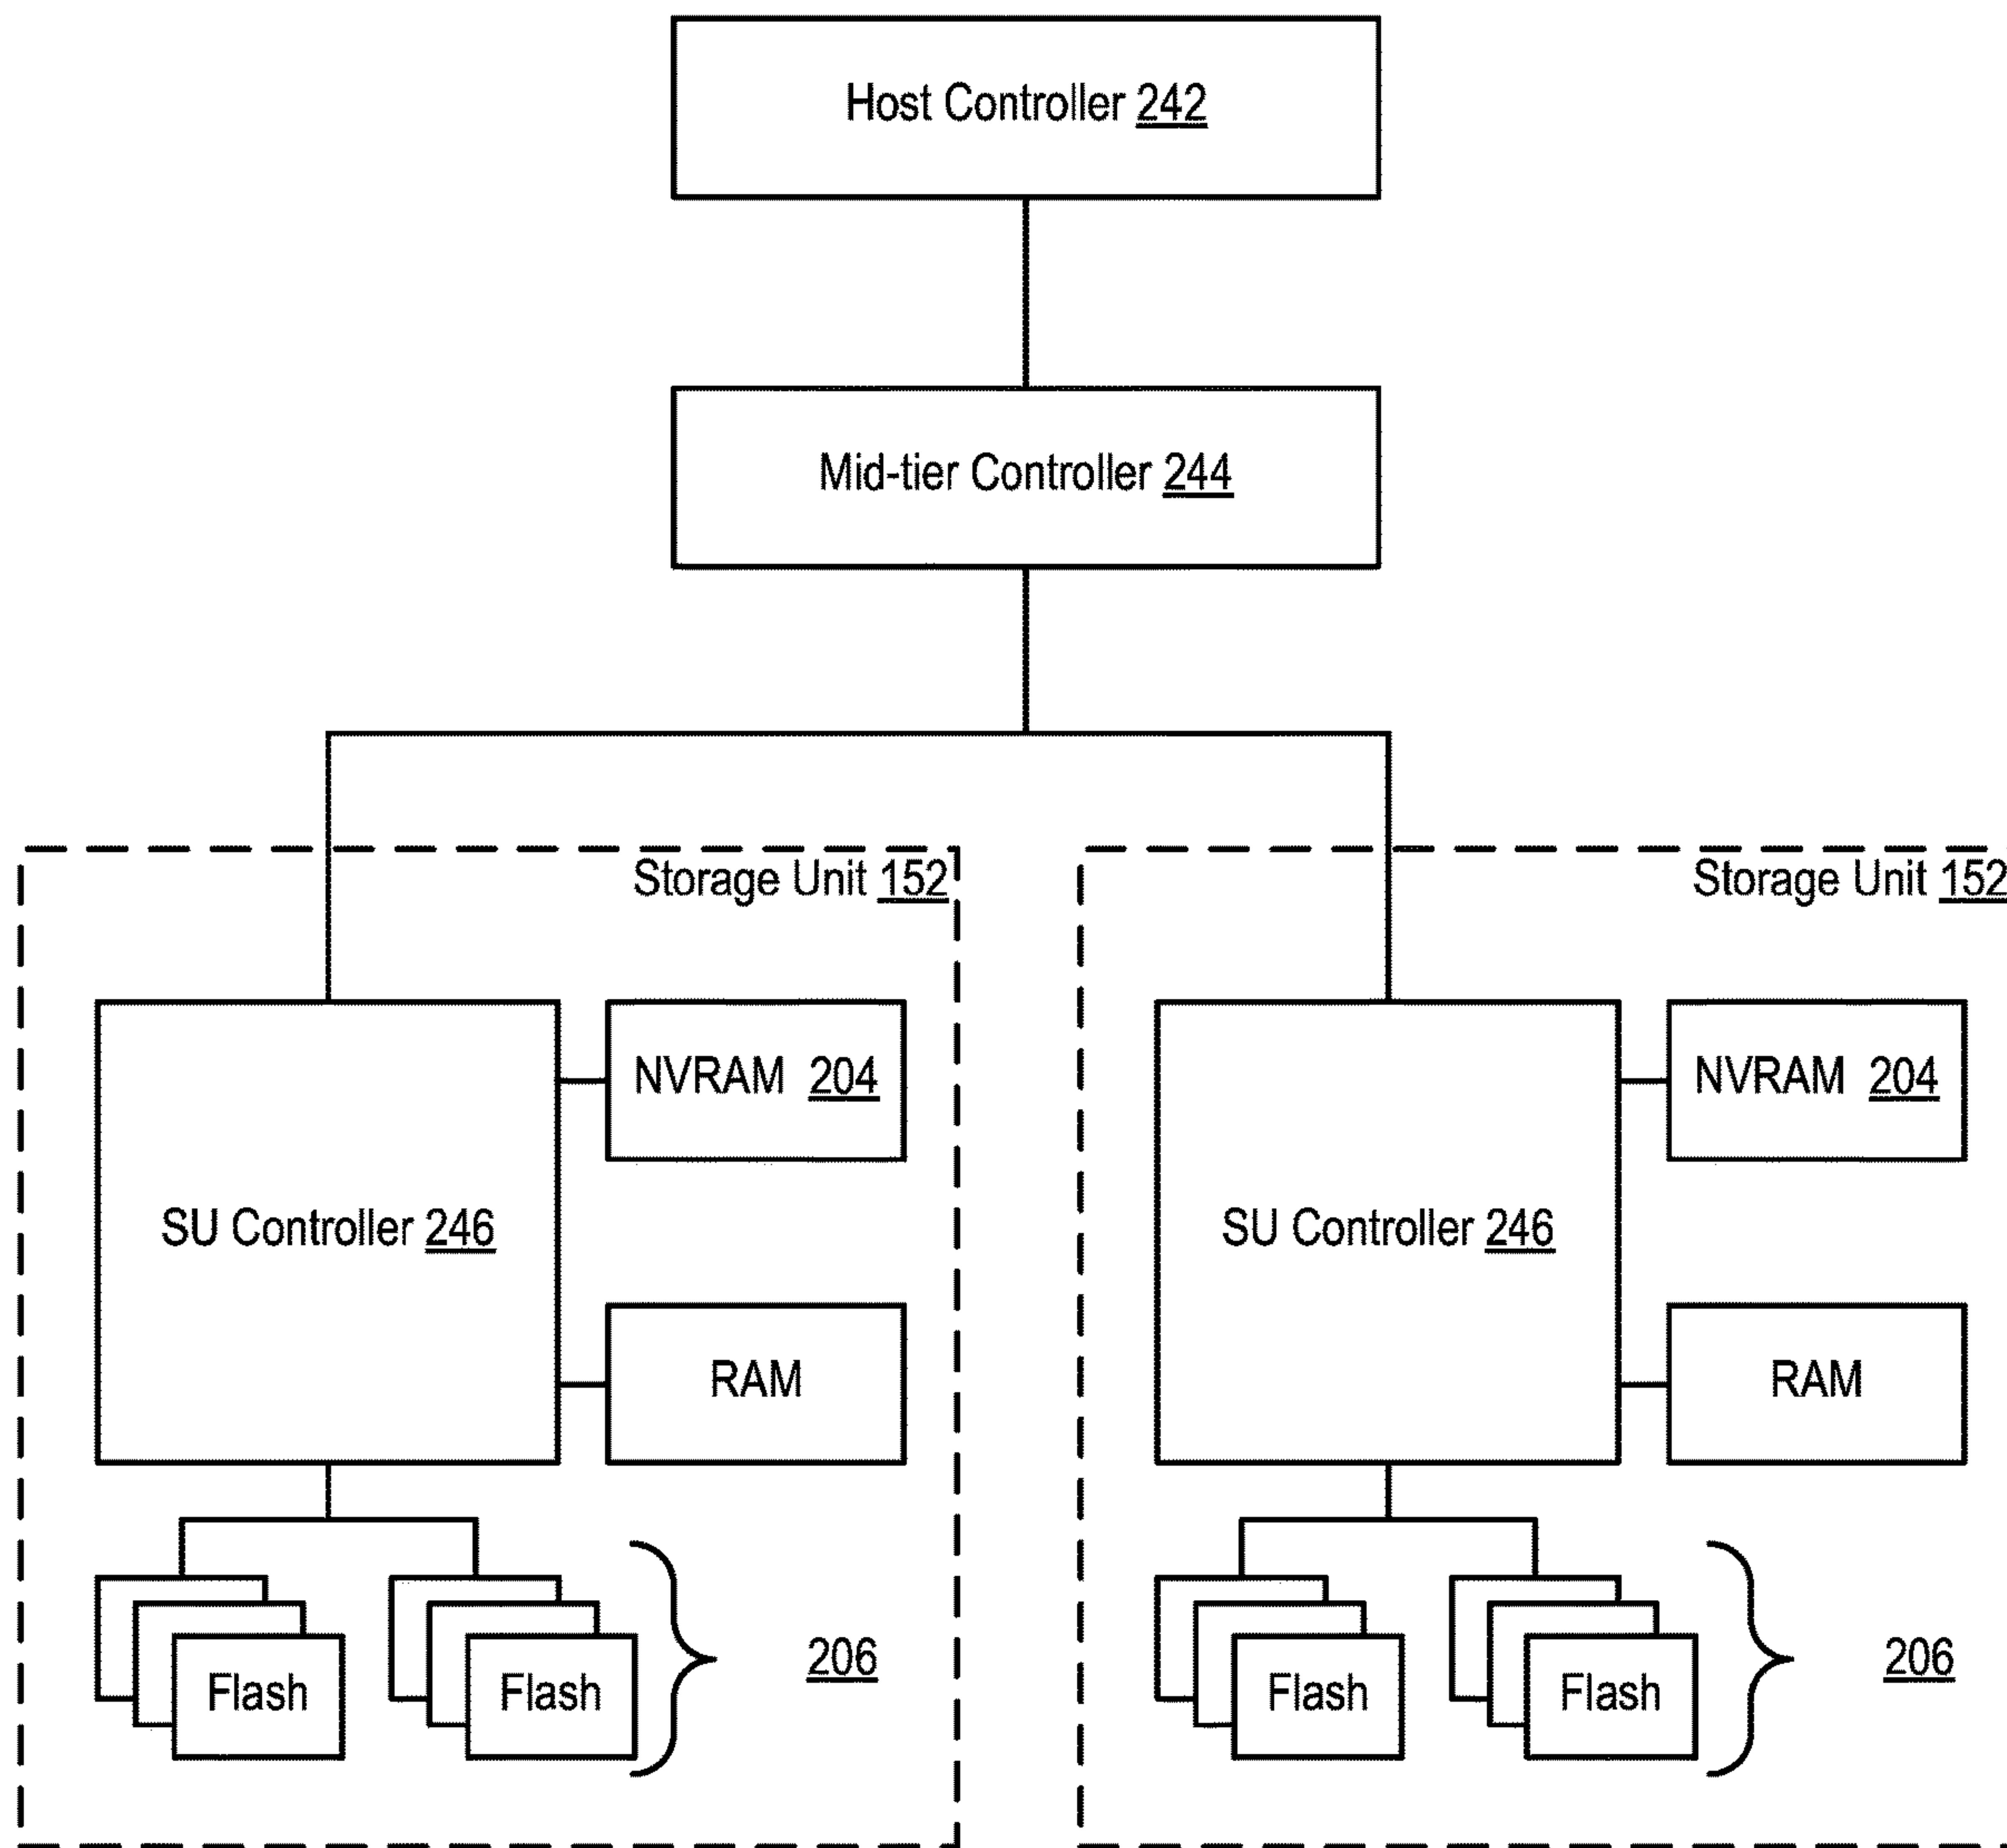 Host Controller 242
Mid-tier Controller 244
Storage Unit 152
SU Controller 246
NVRAM 204
RAM
Flash
Flash
206
Storage Unit 152
SU Controller 246
NVRAM 204
RAM
Flash
Flash
206